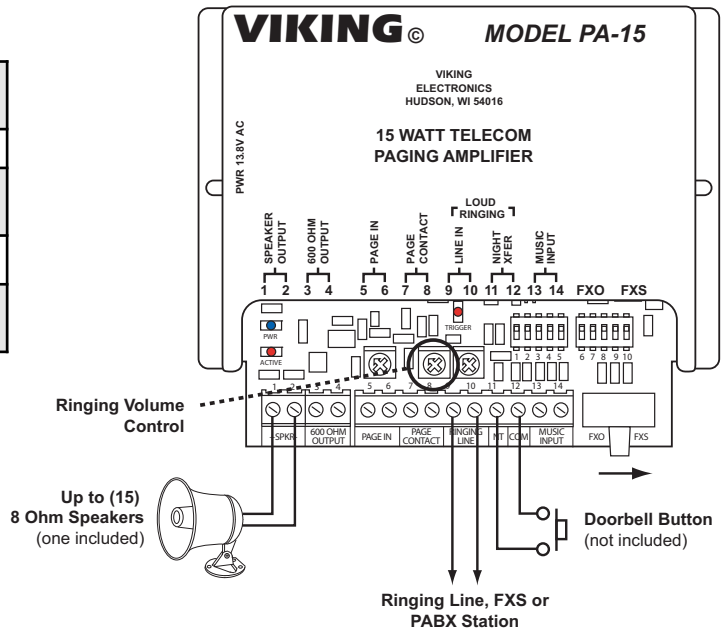 VIKING©
MODEL PA-15
VIKING
ELECTRONICS
HUDSON, WI 54016
15 WATT TELECOM
PAGING AMPLIFIER
PWR 13.8V AC
LOUD
RINGING
SPEAKER
OUTPUT
600 OHM
OUTPUT
PAGE IN
PAGE
CONTACT
LINE IN
NIGHT
XFER
MUSIC
INPUT
1 2 3 4 5 6 7 8 9 10 11 12 13 14 FXO FXS
PWR
ACTIVE
TRIGGER
1 2 3 4 5
6 7 8 9 10
1 2 3 4 5 6 7 8 9 10 11 12 13 14
+SPKR-
600 OHM
OUTPUT
PAGE IN
PAGE
CONTACT
RINGING
LINE
NT
COM
MUSIC
INPUT
FXO
FXS
Ringing Volume
Control
Up to (15)
8 Ohm Speakers
(one included)
Doorbell Button
(not included)
Ringing Line, FXS or
PABX Station